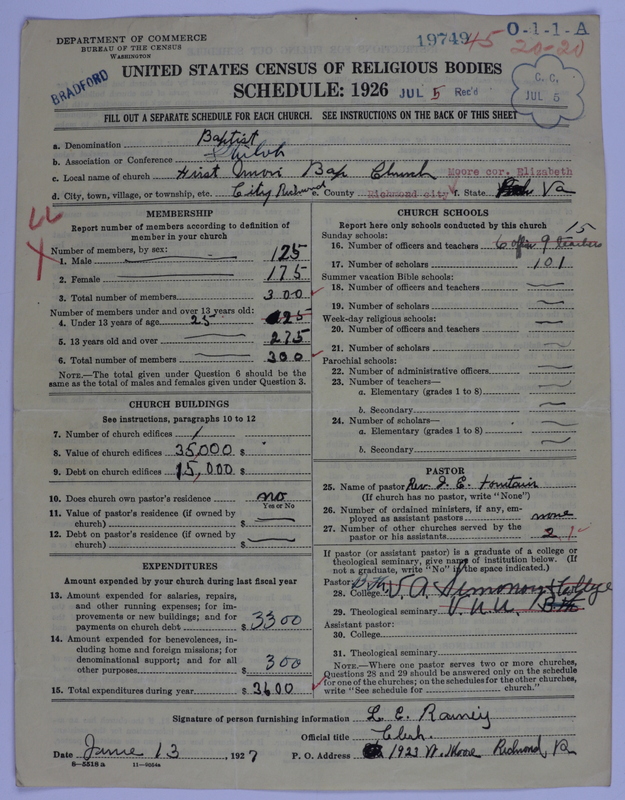 DEPARTMENT OF COMMERCE
BUREAU OF THE CENSUS
WASHINGTON
1974945
O-1-1-A
20-20
BRADFORD
UNITED STATES CENSUS OF RELIGIOUS BODIES
SCHEDULE: 1926
JUL 5 Rec'd
C. C.
JUL 5
FILL OUT A SEPARATE SCHEDULE FOR EACH CHURCH. SEE INSTRUCTIONS ON THE BACK OF THIS SHEET
a. Denomination Baptist
b. Association or Conference Shiloh
c. Local name of church First Union Bap Church Moore cor. Elizabeth
d. City, town, village, or township, etc. City Richmond e. County Richmond city f. State Va
MEMBERSHIP
Report number of members according to definition of
member in your church
Number of members, by sex:
1. Male 125
2. Female 175
3. Total number of members 300
Number of members under and over 13 years old:
4. Under 13 years of age 25 25
5. 13 years old and over 275
6. Total number of members 300
NOTE.—The total given under Question 6 should be
same as the total of males and females given under Question 3.
CHURCH BUILDINGS
See instructions, paragraphs 10 to 12
7. Number of church edifices 1
8. Value of church edifices 35,000 $
9. Debt on church edifices 15,000 $
10. Does church own pastor's residence no
Yes or No
11. Value of pastor's residence (if owned by
church) $
12. Debt on pastor's residence (if owned by
church) $
EXPENDITURES
Amount expended by your church during last fiscal year
13. Amount expended for salaries, repairs,
and other running expenses; for im-
provements or new buildings; and for
payments on church debt $ 3300
14. Amount expended for benevolences, in-
cluding home and foreign missions; for
denominational support; and for all
other purposes $ 300
15. Total expenditures during year $ 3600
CHURCH SCHOOLS
Report here only schools conducted by this church
Sunday schools: 15
16. Number of officers and teachers 6 offic 9 teachers
17. Number of scholars 101
Summer vacation Bible schools:
18. Number of officers and teachers
19. Number of scholars
Week-day religious schools:
20. Number of officers and teachers
21. Number of scholars
Parochial schools:
22. Number of administrative officers
23. Number of teachers—
a. Elementary (grades 1 to 8)
b. Secondary
24. Number of scholars—
a. Elementary (grades 1 to 8)
b. Secondary
PASTOR
25. Name of pastor Rev. J. E. Fountain
(If church has no pastor, write "None")
26. Number of ordained ministers, if any, em-
ployed as assistant pastors none
27. Number of other churches served by the
pastor or his assistants 2 1
If pastor (or assistant pastor) is a graduate of a college or
theological seminary, give name of institution below. (If
not a graduate, write "No" in the space indicated.)
Pastor: B.th.
28. College V. A. College
29. Theological seminary V. U. U B.th
Assistant pastor:
30. College
31. Theological seminary
NOTE.—Where one pastor serves two or more churches,
Questions 28 and 29 should be answered only on the schedule
for one of the churches; on the schedules for the other churches,
write "See schedule for church."
Signature of person furnishing information L. E. Rainey
Official title Clerk
Date June 13 1927
P. O. Address 1923 W. Moore Richmond, Va
8-5518 a